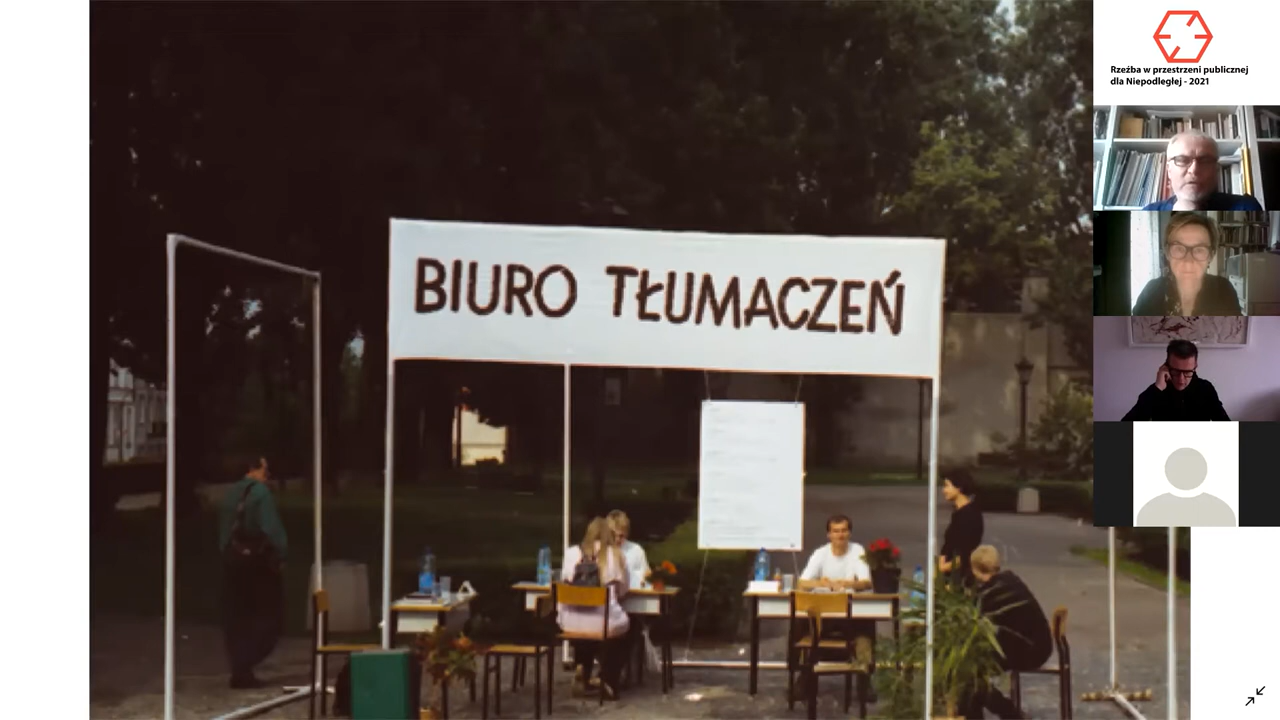 BIURO TŁUMACZEŃ
Rzeźba w przestrzeni publicznej
dla Niepodległej - 2021